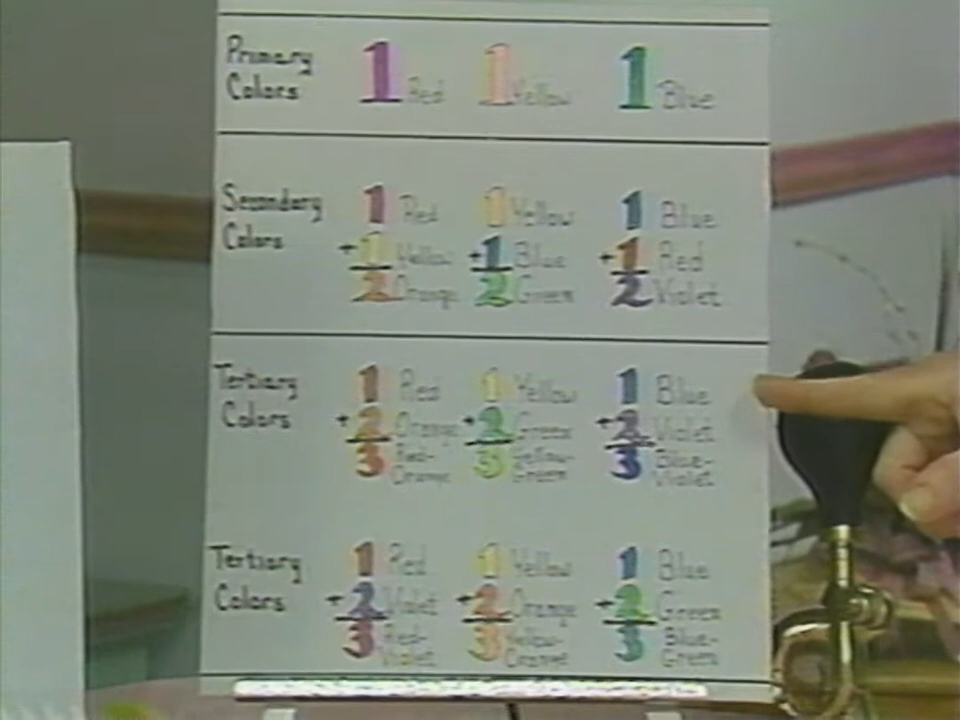 Primary Colors
1 Red 1 Yellow 1 Blue
Secondary Colors
1 Red 1 Yellow 1 Blue
+1 Yellow +1 Blue +1 Red
2 Orange 2 Green 2 Violet
Tertiary Colors
1 Red 1 Yellow 1 Blue
+2 Orange +2 Green +2 Violet
3 Red-Orange 3 Yellow-Green 3 Blue-Violet
Tertiary Colors
1 Red 1 Yellow 1 Blue
+2 Violet +2 Orange +2 Green
3 Red-Violet 3 Yellow-Orange 3 Blue-Green